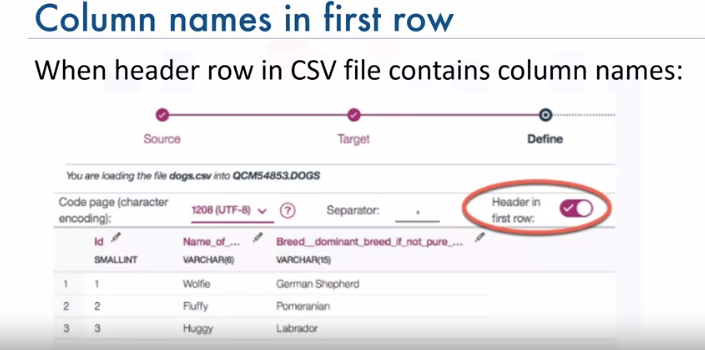 Column names in first row
When header row in CSV file contains column names:
Source Target Define
You are loading the file dogs.csv into QCM54853.DOGS
Code page (character encoding): 1208 (UTF-8) ? Separator: , Header in first row:
Id Name_of_... Breed__dominant_breed_if_not_pure_...
SMALLINT VARCHAR(6) VARCHAR(15)
1 1 Wolfie German Shepherd
2 2 Fluffy Pomeranian
3 3 Huggy Labrador